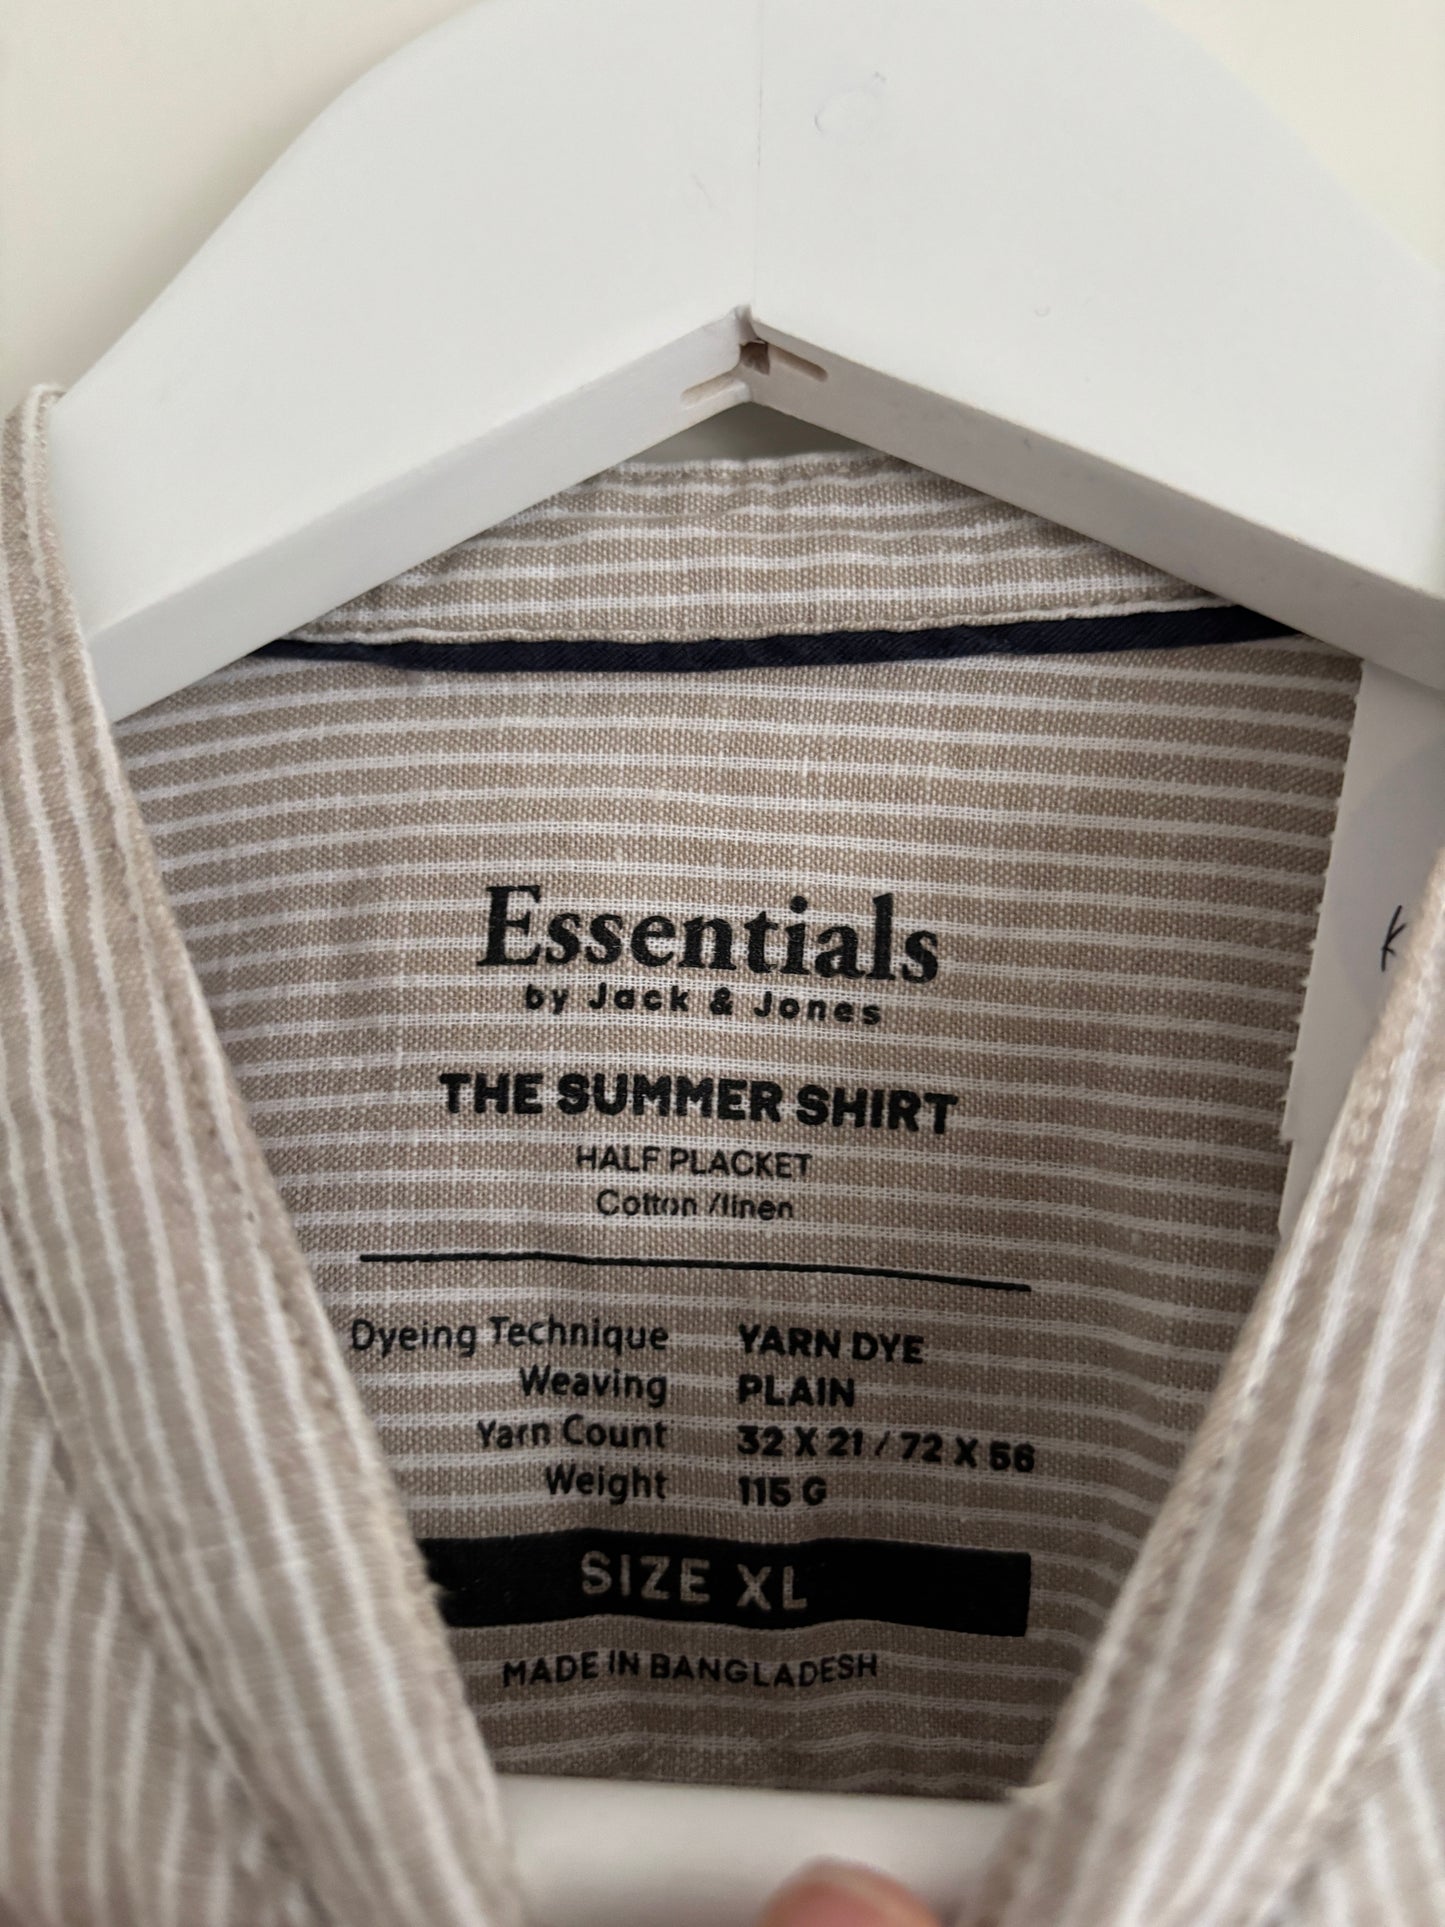 Essentials
by Jack & Jones
THE SUMMER SHIRT
HALF PLACKET
Cotton /linen
Dyeing Technique YARN DYE
Weaving PLAIN
Yarn Count 32 X 21 / 72 X 56
Weight 115 G
SIZE XL
MADE IN BANGLADESH
K